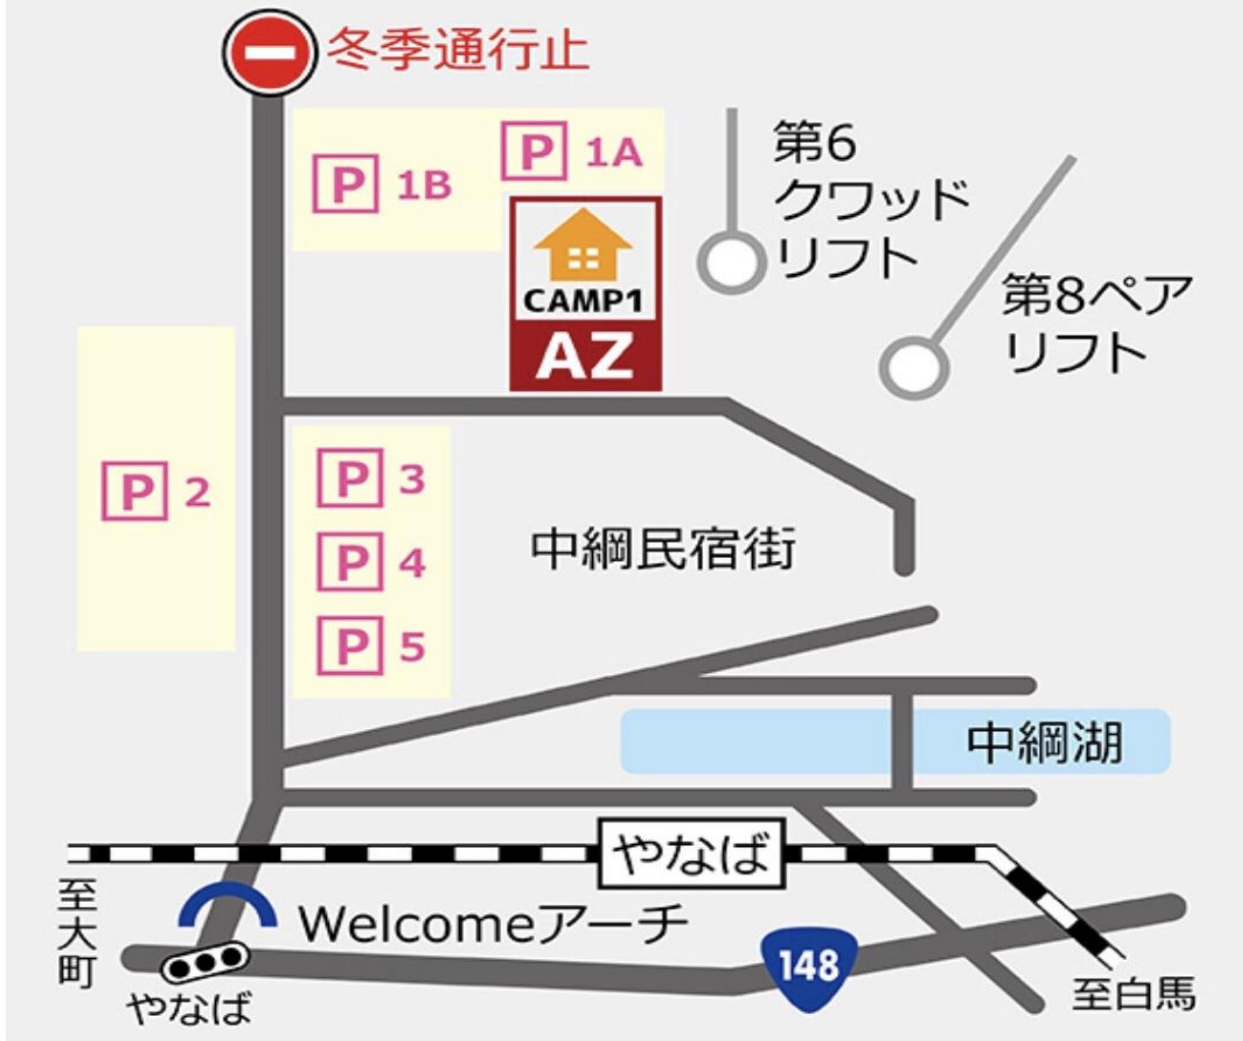 冬季通行止
P 1A
P 1B
第6
クワッド
リフト
CAMP1
AZ
第8ペア
リフト
P 2
P 3
P 4
P 5
中綱民宿街
中綱湖
やなば
至大町
Welcomeアーチ
148
やなば
至白馬